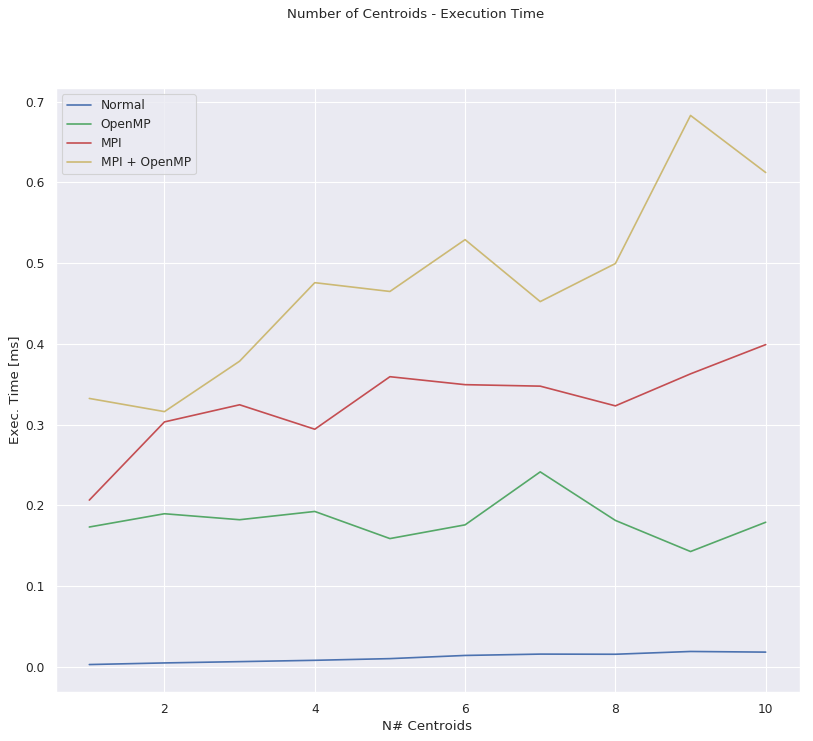 Number of Centroids - Execution Time
Normal
OpenMP
MPI
MPI + OpenMP
Exec. Time [ms]
0.7
0.6
0.5
0.4
0.3
0.2
0.1
0.0
2 4 6 8 10
N# Centroids